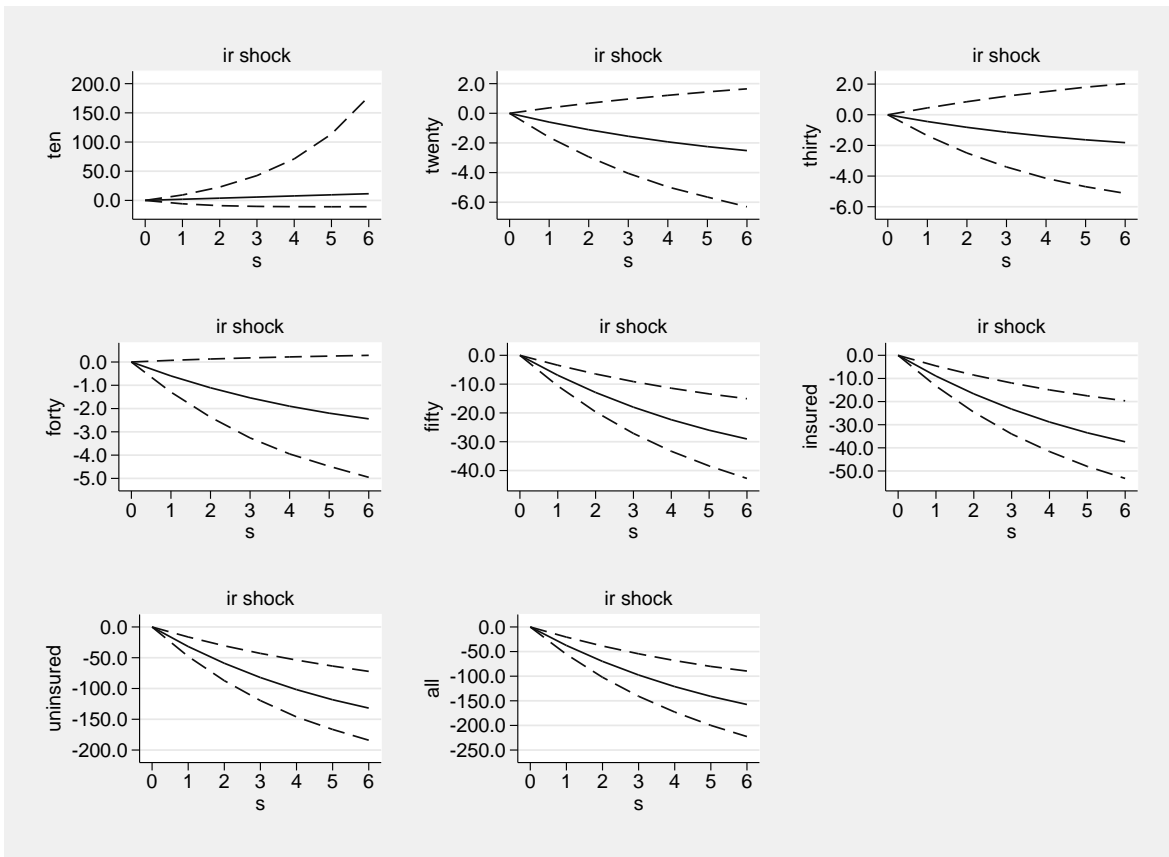 ir shock
ten
200.0
150.0
100.0
50.0
0.0
0 1 2 3 4 5 6
s
ir shock
twenty
2.0
0.0
-2.0
-4.0
-6.0
0 1 2 3 4 5 6
s
ir shock
thirty
2.0
0.0
-2.0
-4.0
-6.0
0 1 2 3 4 5 6
s
ir shock
forty
0.0
-1.0
-2.0
-3.0
-4.0
-5.0
0 1 2 3 4 5 6
s
ir shock
fifty
0.0
-10.0
-20.0
-30.0
-40.0
0 1 2 3 4 5 6
s
ir shock
insured
0.0
-10.0
-20.0
-30.0
-40.0
-50.0
0 1 2 3 4 5 6
s
ir shock
uninsured
0.0
-50.0
-100.0
-150.0
-200.0
0 1 2 3 4 5 6
s
ir shock
all
0.0
-50.0
-100.0
-150.0
-200.0
-250.0
0 1 2 3 4 5 6
s